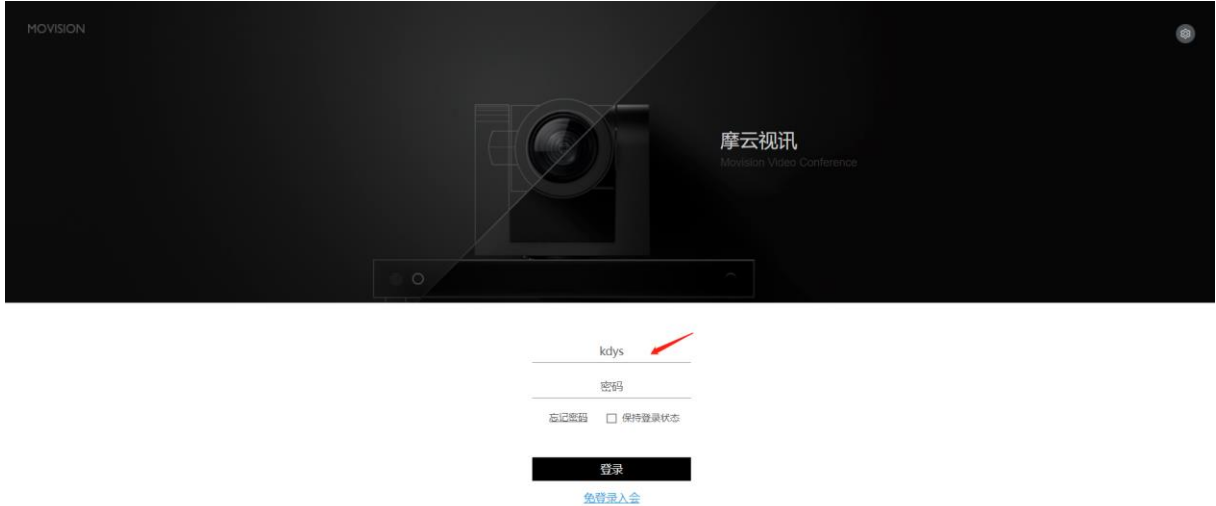 MOVISION
摩云视讯
Movision Video Conference
kdys
密码
忘记密码 保持登录状态
登录
免登录入会